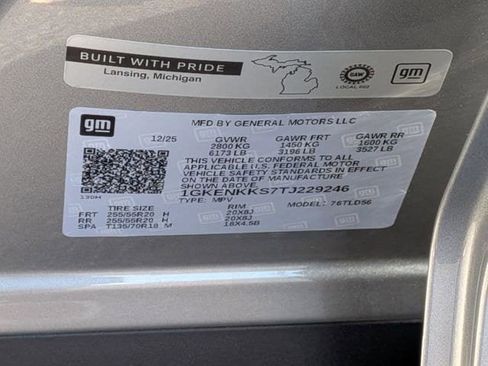 BUILT WITH PRIDE
Lansing, Michigan
UAW
LOCAL 602
gm
gm
MFD BY GENERAL MOTORS LLC
12/25 GVWR GAWR FRT GAWR RR
2800 KG 1450 KG 1600 KG
6173 LB 3196 LB 3527 LB
THIS VEHICLE CONFORMS TO ALL
APPLICABLE U.S. FEDERAL MOTOR
VEHICLE SAFETY STANDARDS IN EFFECT
ON THE DATE OF MANUFACTURE
1GKENKKS7TJ229246
TYPE: MPV MODEL: 76TLD56
TIRE SIZE RIM
FRT 255/55R20 H 20X8J
RR 255/55R20 H 20X8J
SPA T135/70R18 M 18X4.5B